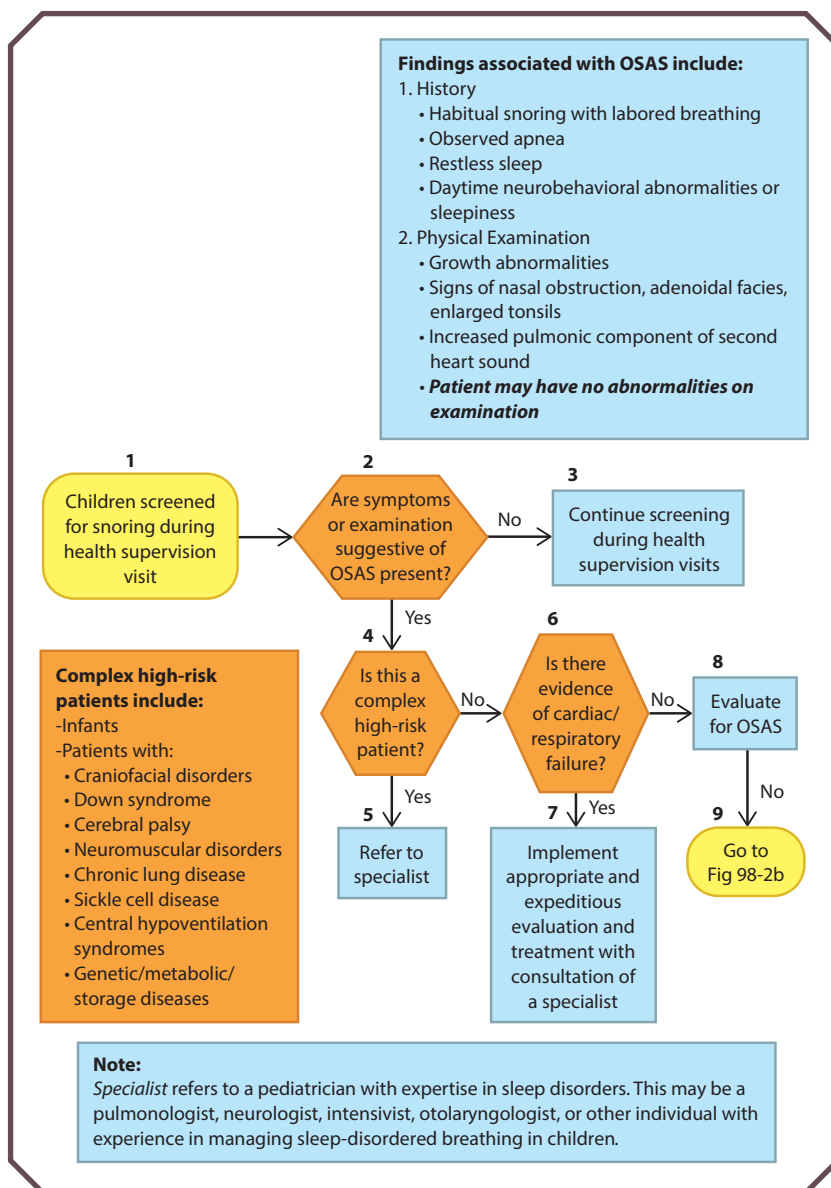 Findings associated with OSAS include:
1. History
• Habitual snoring with labored breathing
• Observed apnea
• Restless sleep
• Daytime neurobehavioral abnormalities or
sleepiness
2. Physical Examination
• Growth abnormalities
• Signs of nasal obstruction, adenoidal facies,
enlarged tonsils
• Increased pulmonic component of second
heart sound
• Patient may have no abnormalities on
examination
1
Children screened
for snoring during
health supervision
visit
2
Are symptoms
or examination
suggestive of
OSAS present?
No
3
Continue screening
during health
supervision visits
Yes
4
Is this a
complex
high-risk
patient?
No
Yes
5
Refer to
specialist
6
Is there
evidence
of cardiac/
respiratory
failure?
No
Yes
7
Implement
appropriate and
expeditious
evaluation and
treatment with
consultation of
a specialist
8
Evaluate
for OSAS
No
9
Go to
Fig 98-2b
Complex high-risk
patients include:
-Infants
-Patients with:
• Craniofacial disorders
• Down syndrome
• Cerebral palsy
• Neuromuscular disorders
• Chronic lung disease
• Sickle cell disease
• Central hypoventilation
syndromes
• Genetic/metabolic/
storage diseases
Note:
Specialist refers to a pediatrician with expertise in sleep disorders. This may be a
pulmonologist, neurologist, intensivist, otolaryngologist, or other individual with
experience in managing sleep-disordered breathing in children.